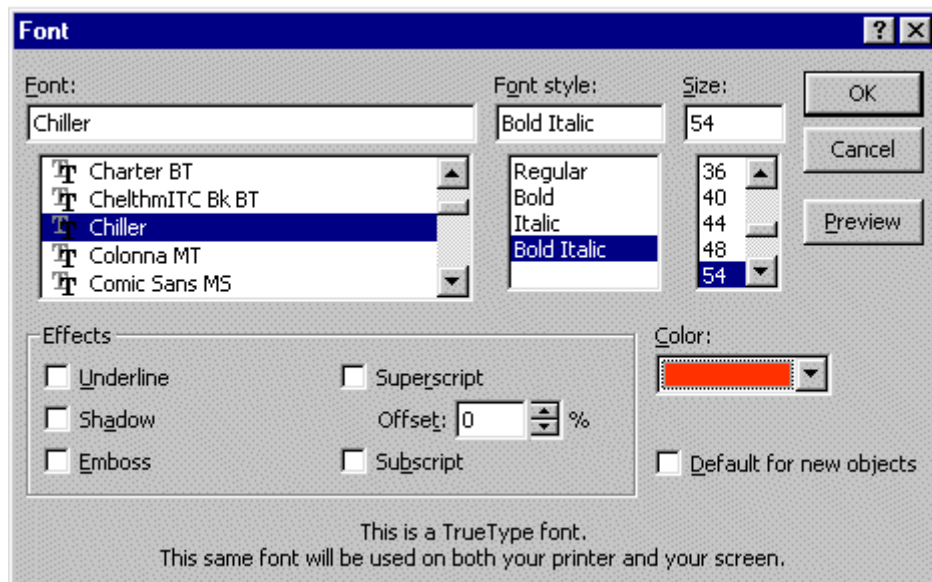 Font
Font: Font style: Size:
Chiller Bold Italic 54
OK
Cancel
Preview
Charter BT
ChelthmITC Bk BT
Chiller
Colonna MT
Comic Sans MS
Regular
Bold
Italic
Bold Italic
36
40
44
48
54
Effects
Underline
Shadow
Emboss
Superscript
Offset: 0 %
Subscript
Color:
Default for new objects
This is a TrueType font.
This same font will be used on both your printer and your screen.